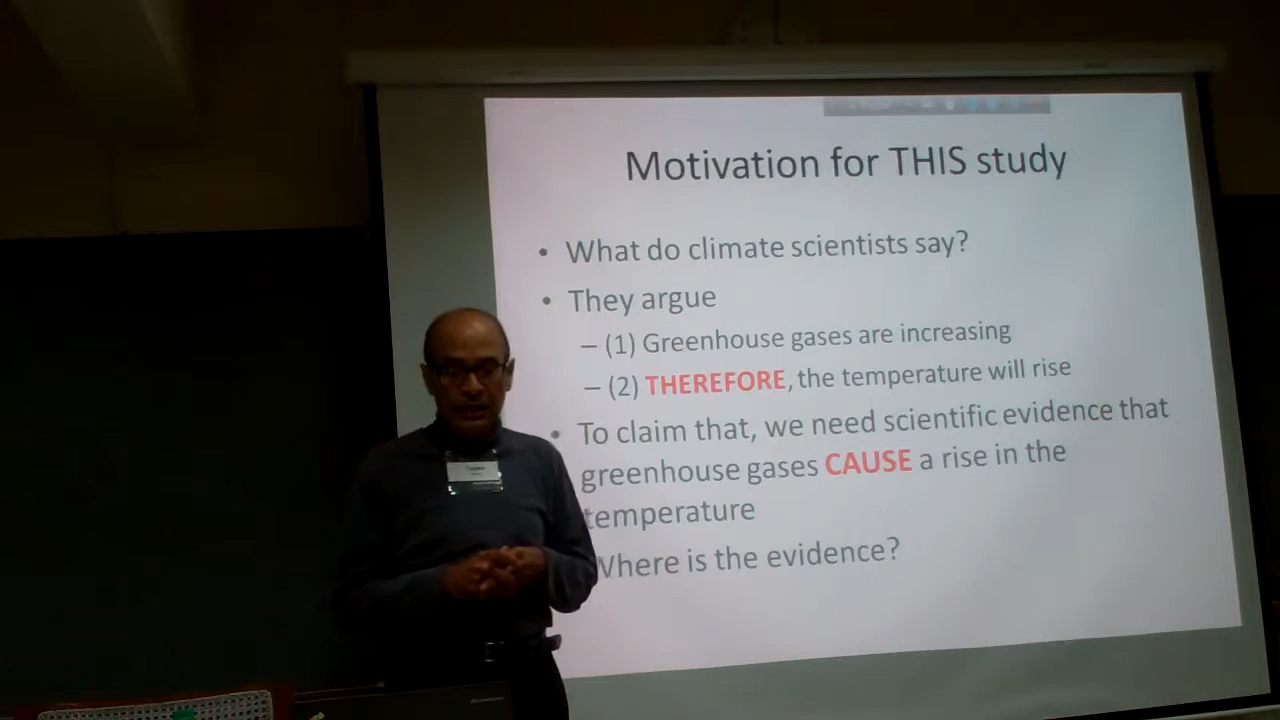 Motivation for THIS study
• What do climate scientists say?
• They argue
– (1) Greenhouse gases are increasing
– (2) THEREFORE, the temperature will rise
• To claim that, we need scientific evidence that
greenhouse gases CAUSE a rise in the
temperature
Where is the evidence?